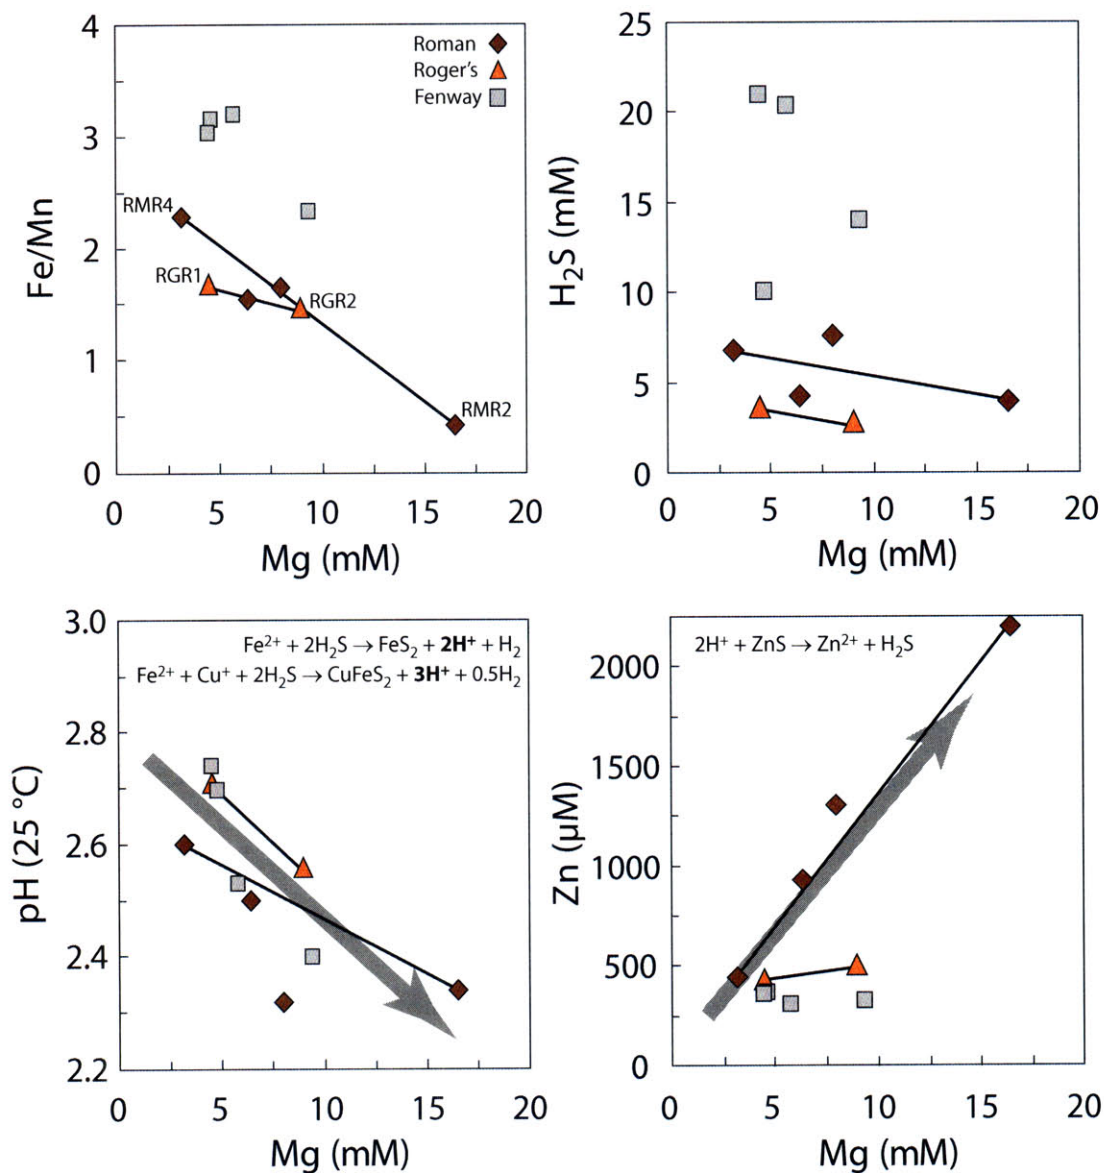 4
3
2
1
0
Fe/Mn
Roman
Roger's
Fenway
RMR4
RGR1
RGR2
RMR2
0
5
10
15
20
Mg (mM)
25
20
15
10
5
0
H₂S (mM)
0
5
10
15
20
Mg (mM)
3.0
2.8
2.6
2.4
2.2
pH (25 °C)
Fe²⁺ + 2H₂S → FeS₂ + 2H⁺ + H₂
Fe²⁺ + Cu⁺ + 2H₂S → CuFeS₂ + 3H⁺ + 0.5H₂
0
5
10
15
20
Mg (mM)
2000
1500
1000
500
0
Zn (µM)
2H⁺ + ZnS → Zn²⁺ + H₂S
0
5
10
15
20
Mg (mM)